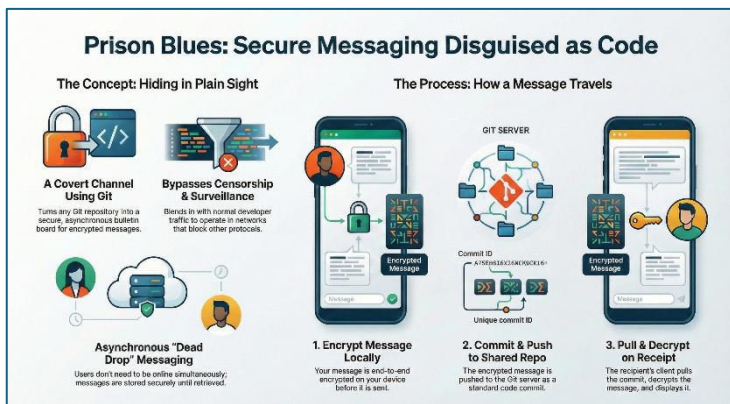 Prison Blues: Secure Messaging Disguised as Code
The Concept: Hiding in Plain Sight
A Covert Channel
Using Git
Turns any Git repository into a
secure, asynchronous bulletin
board for encrypted messages.
Bypasses Censorship
& Surveillance
Blends in with normal developer
traffic to operate in networks
that block other protocols.
Asynchronous “Dead
Drop” Messaging
Users don't need to be online simultaneously;
messages are stored securely until retrieved.
The Process: How a Message Travels
Encrypted
Message
Message
1. Encrypt Message
Locally
Your message is end-to-end
encrypted on your device
before it is sent.
GIT SERVER
Commit ID
Unique commit ID
2. Commit & Push
to Shared Repo
The encrypted message is
pushed to the Git server as a
standard code commit.
Encrypted
Message
Message
3. Pull & Decrypt
on Receipt
The recipient's client pulls
the commit, decrypts the
message, and displays it.